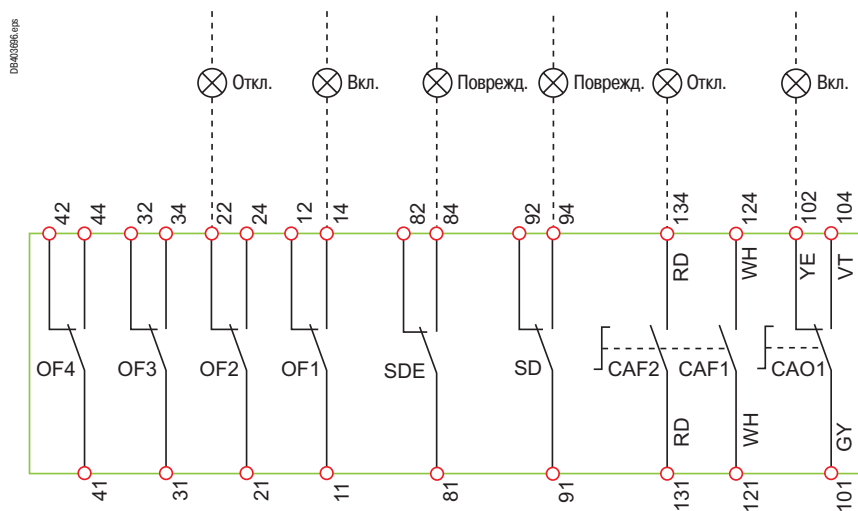 DB403696.eps
Откл.
Вкл.
Поврежд.
Поврежд.
Откл.
Вкл.
42
44
32
34
22
24
12
14
82
84
92
94
134
124
102
104
RD
WH
YE
VT
OF4
OF3
OF2
OF1
SDE
SD
CAF2
CAF1
CAO1
RD
WH
GY
41
31
21
11
81
91
131
121
101